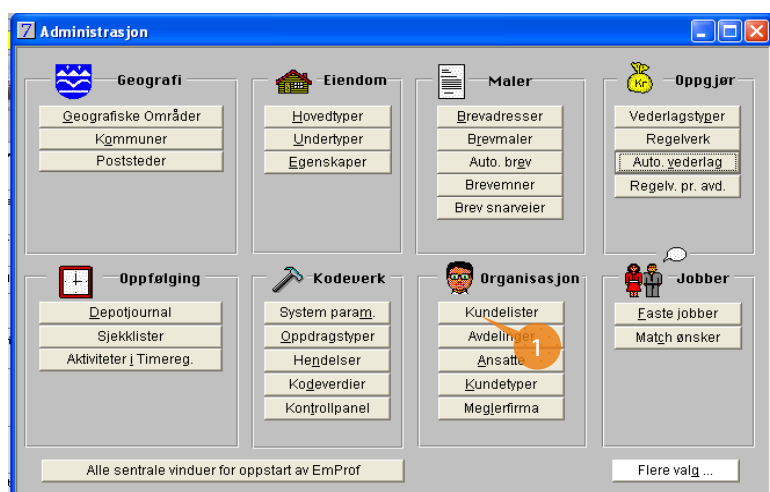 7 Administrasjon
Geografi
Geografiske Områder
Kommuner
Poststeder
Eiendom
Hovedtyper
Undertyper
Egenskaper
Maler
Brevadresser
Brevmaler
Auto. brev
Brevemner
Brev snarveier
Kr
Oppgjør
Vederlagstyper
Regelverk
Auto. vederlag
Regelv. pr. avd.
Oppfølging
Depotjournal
Sjekklister
Aktiviteter i Timereg.
Kodeverk
System param.
Oppdragstyper
Hendelser
Kodeverdier
Kontrollpanel
Organisasjon
Kundelister
Avdelinger
1
Ansatte
Kundetyper
Meglerfirma
Jobber
Faste jobber
Match ønsker
Alle sentrale vinduer for oppstart av EmProf
Flere valg ...